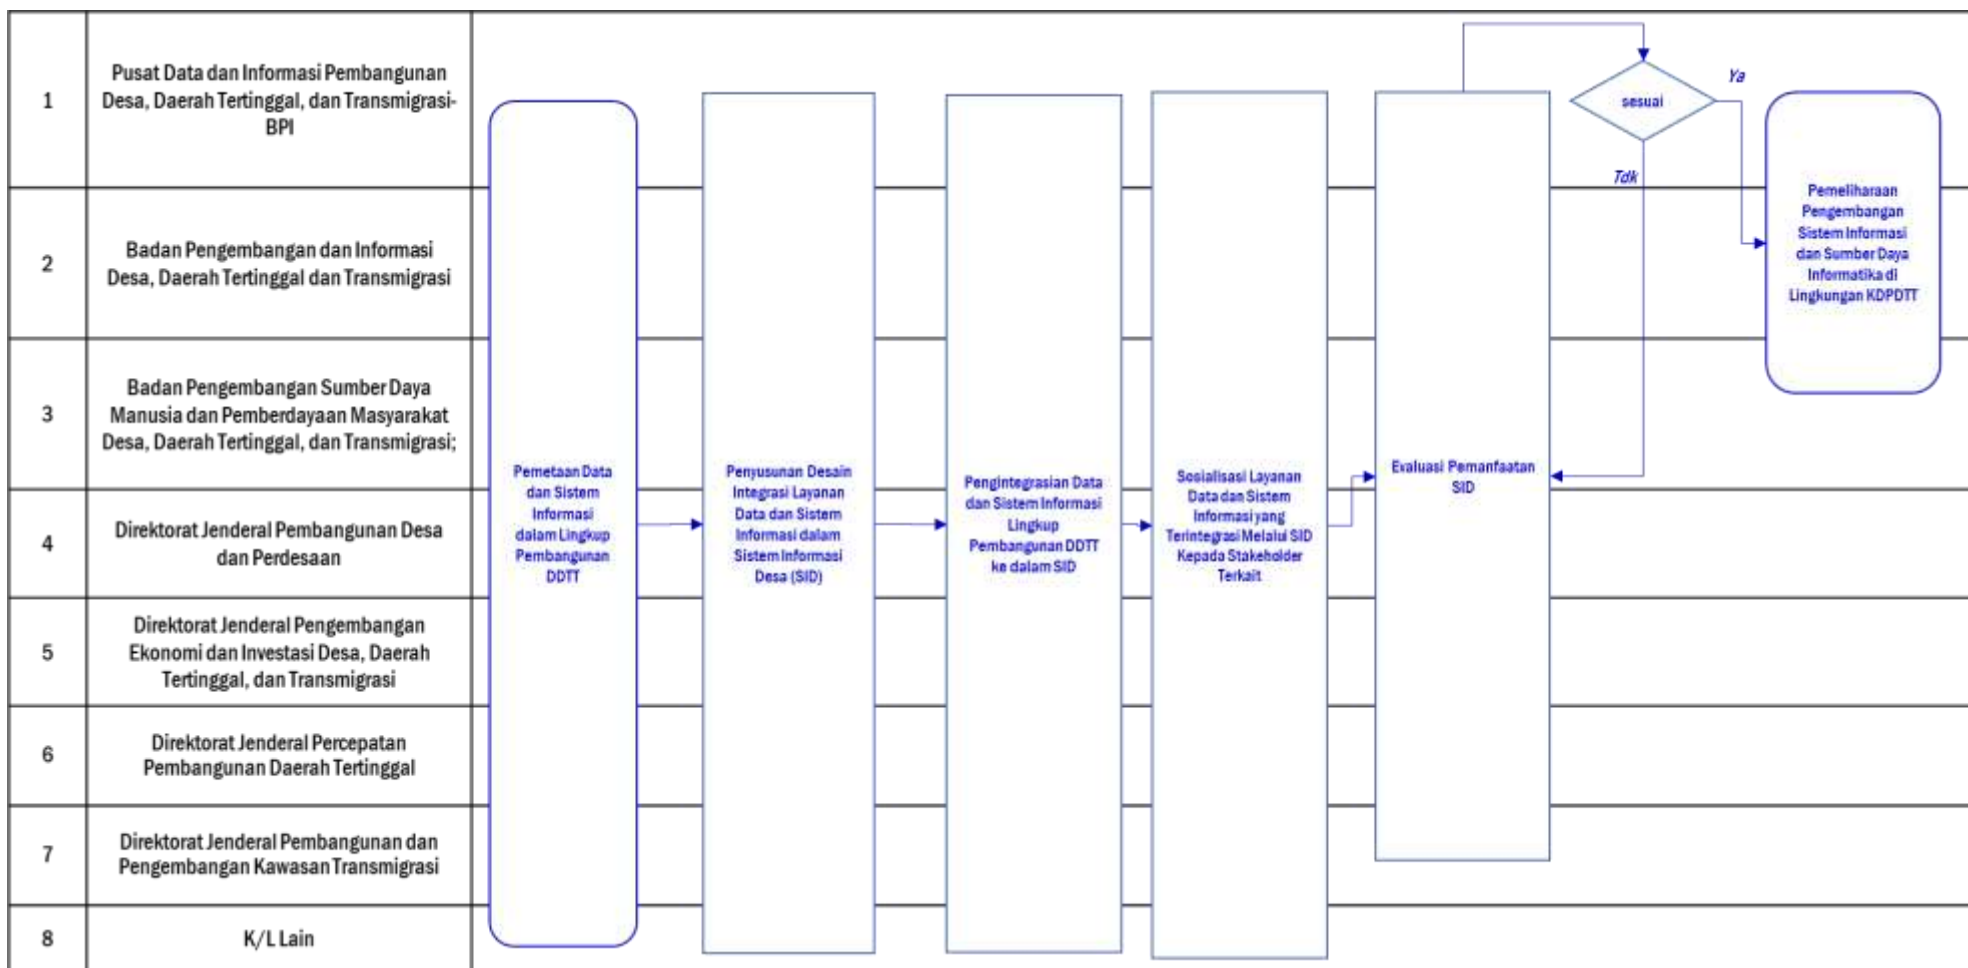 1
Pusat Data dan Informasi Pembangunan
Desa, Daerah Tertinggal, dan Transmigrasi-
BPI
2
Badan Pengembangan dan Informasi
Desa, Daerah Tertinggal dan Transmigrasi
3
Badan Pengembangan Sumber Daya
Manusia dan Pemberdayaan Masyarakat
Desa, Daerah Tertinggal, dan Transmigrasi;
4
Direktorat Jenderal Pembangunan Desa
dan Perdesaan
5
Direktorat Jenderal Pengembangan
Ekonomi dan Investasi Desa, Daerah
Tertinggal, dan Transmigrasi
6
Direktorat Jenderal Percepatan
Pembangunan Daerah Tertinggal
7
Direktorat Jenderal Pembangunan dan
Pengembangan Kawasan Transmigrasi
8
K/L Lain
Pemetaan Data
dan Sistem
Informasi
dalam Lingkup
Pembangunan
DDTT
Penyusunan Desain
Integrasi Layanan
Data dan Sistem
Informasi dalam
Sistem Informasi
Desa (SID)
Pengintegrasian Data
dan Sistem Informasi
Lingkup
Pembangunan DDTT
ke dalam SID
Sosialisasi Layanan
Data dan Sistem
Informasi yang
Terintegrasi Melalui SID
Kepada Stakeholder
Terkait
Evaluasi Pemanfaatan
SID
sesuai
Ya
Tdk
Pemeliharaan
Pengembangan
Sistem Informasi
dan Sumber Daya
Informatika di
Lingkungan KDPDTT